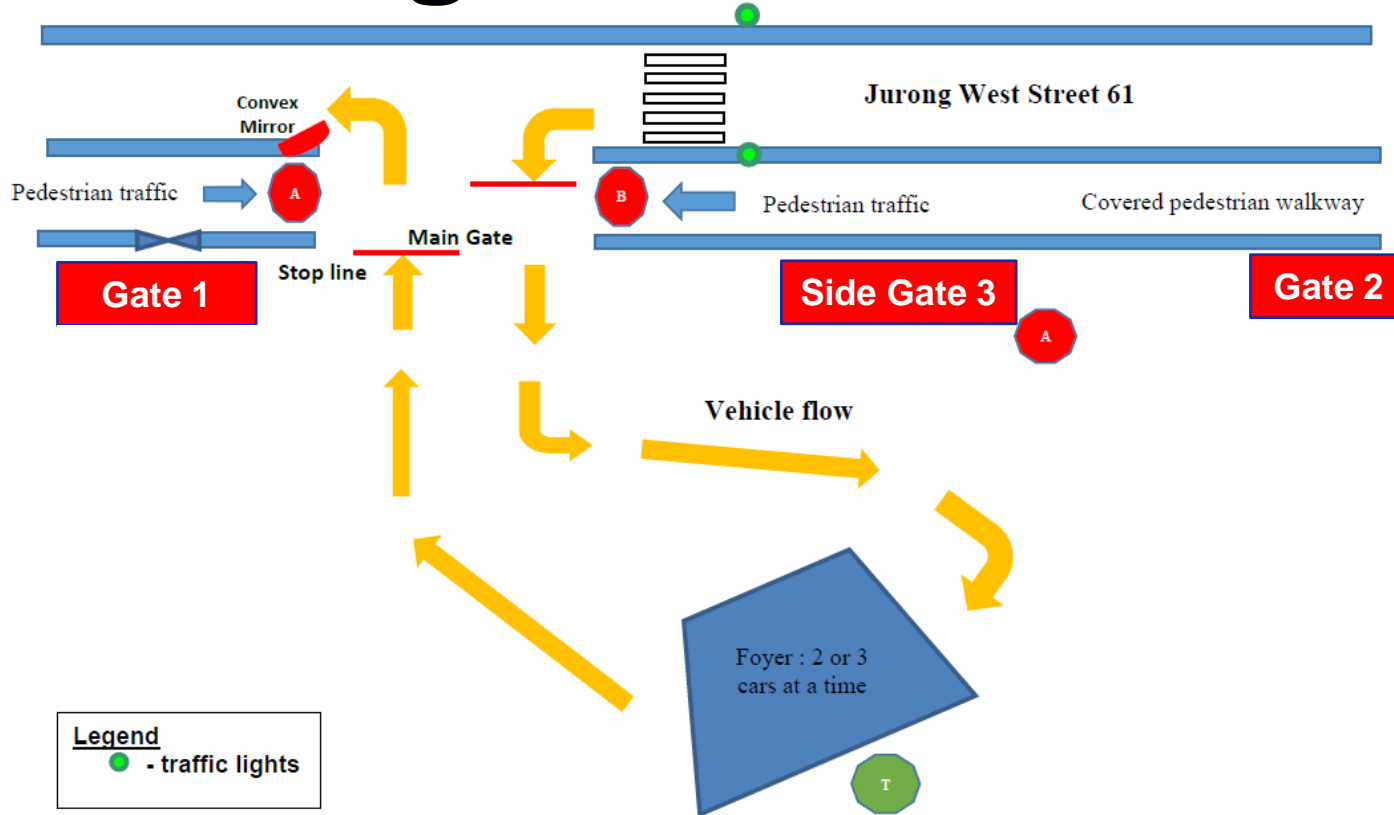 Jurong West Street 61
Convex
Mirror
Pedestrian traffic
A
B
Pedestrian traffic
Covered pedestrian walkway
Main Gate
Stop line
Gate 1
Side Gate 3
Gate 2
A
Vehicle flow
Foyer : 2 or 3
cars at a time
Legend
- traffic lights
T